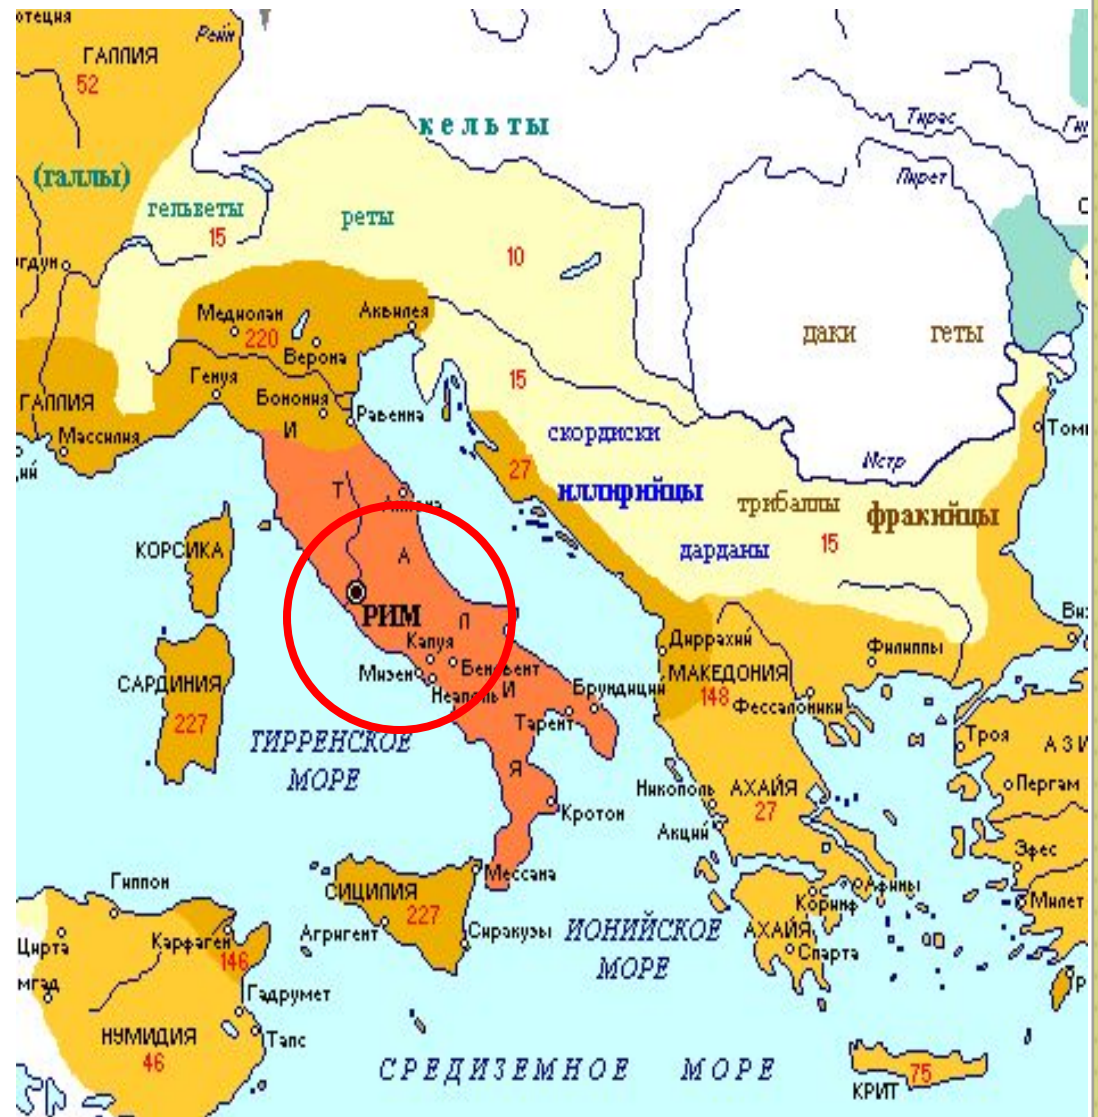 ГАЛЛИЯ
52
Рейн
кельты
Тирас
Пирет
(галлы)
гельветы
15
реты
10
Медиолан
220
Верона
Аквилея
даки
геты
15
Генуя
Бонония
Равенна
ГАЛЛИЯ
Массилия
скордиски
27
иллирийцы
Истр
трибаллы
фракийцы
15
дарданы
КОРСИКА
ИТАЛИЯ
РИМ
Капуя
Мизен
Беневент
Неаполь
Брундиций
Тарент
Диррахий
МАКЕДОНИЯ
148
Фессалоники
Филиппы
САРДИНИЯ
227
ТИРРЕНСКОЕ
МОРЕ
Троя
Пергам
Никополь
АХАЙЯ
27
Акций
Кротон
Эфес
Мессана
Гиппон
СИЦИЛИЯ
227
Афины
Коринф
Милет
Цирта
Карфаген
146
Агригент
Сиракузы
ИОНИЙСКОЕ
МОРЕ
АХАЙЯ
Спарта
Гадрумет
НУМИДИЯ
46
Тапс
СРЕДИЗЕМНОЕ МОРЕ
75
КРИТ